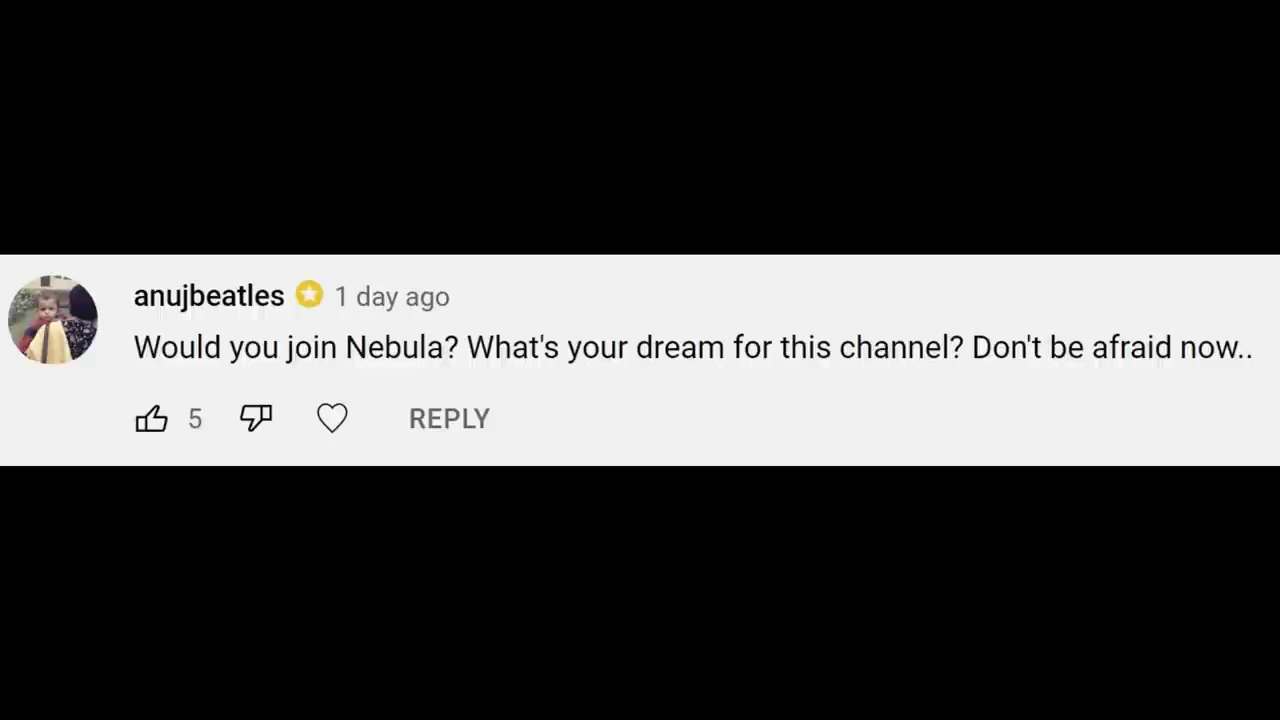 anujbeatles 1 day ago
Would you join Nebula? What's your dream for this channel? Don't be afraid now..
5 REPLY